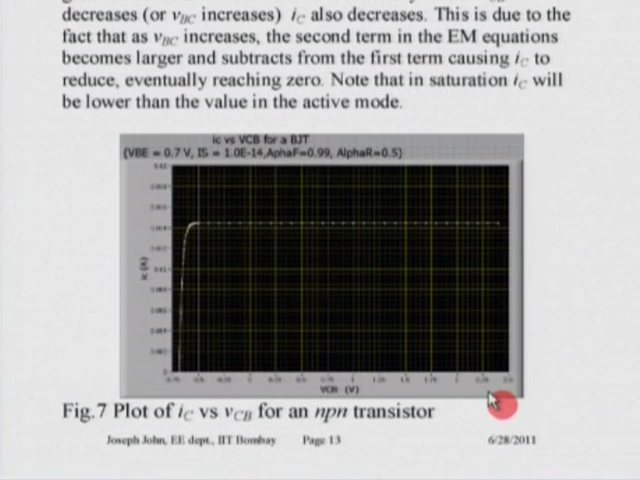 decreases (or vBC increases) iC also decreases. This is due to the
fact that as vBC increases, the second term in the EM equations
becomes larger and subtracts from the first term causing iC to
reduce, eventually reaching zero. Note that in saturation iC will
be lower than the value in the active mode.
ic vs VCB for a BJT
(VBE = 0.7 V, IS = 1.0E-14,AphaF=0.99, AlphaR=0.5)
ic (A)
VCB (V)
Fig.7 Plot of iC vs vCB for an npn transistor
Joseph John, EE dept., IIT Bombay Page 13 6/28/2011